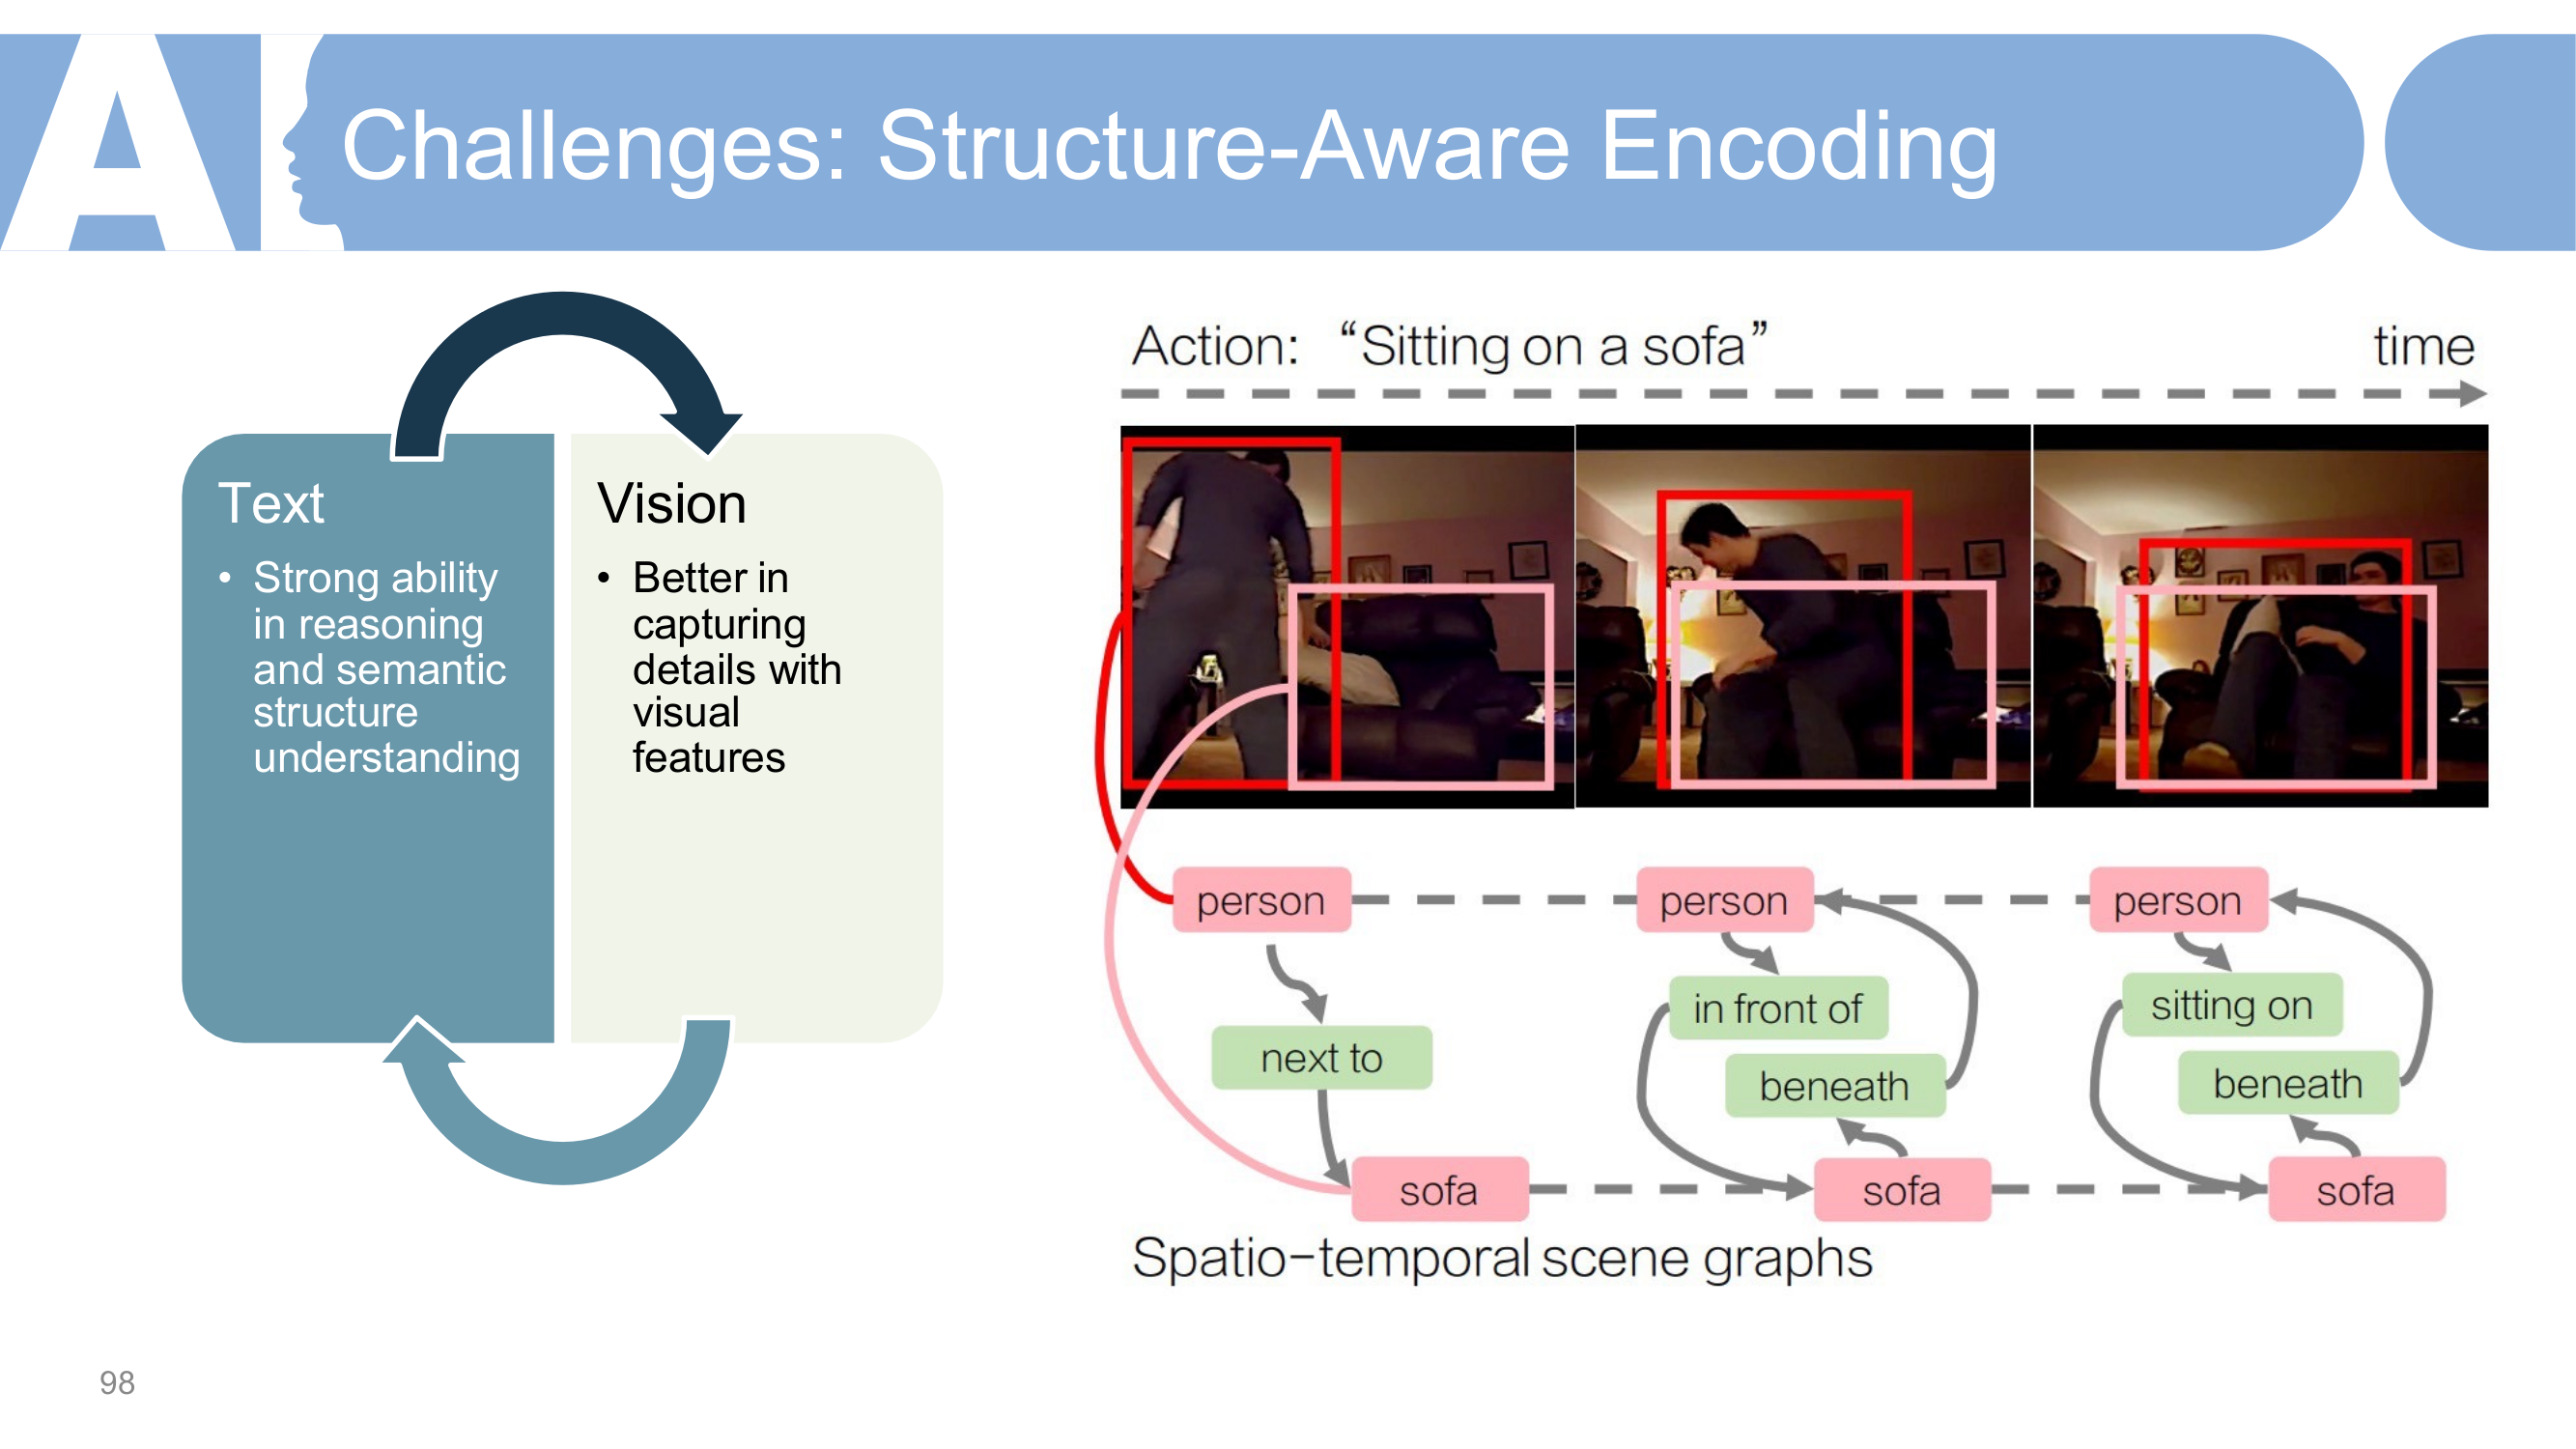 AI
Challenges: Structure-Aware Encoding
Text
• Strong ability
in reasoning
and semantic
structure
understanding
Vision
• Better in
capturing
details with
visual
features
Action: “Sitting on a sofa”
time
person
person
person
next to
in front of
beneath
sitting on
beneath
sofa
sofa
sofa
Spatio-temporal scene graphs
98